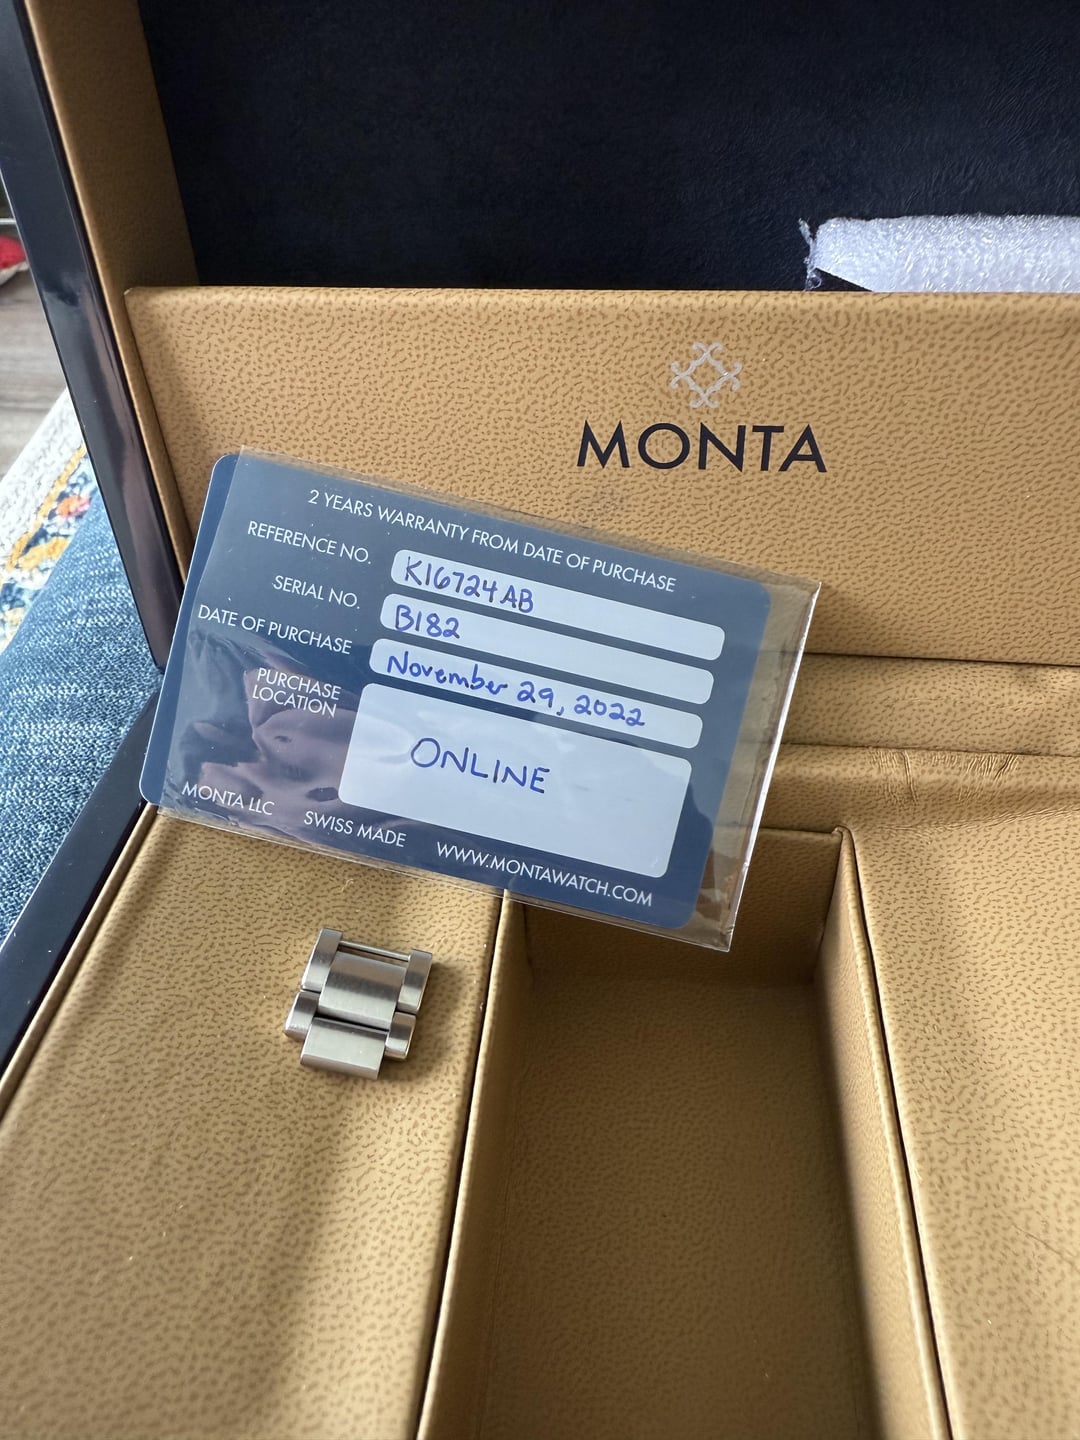 MONTA
2 YEARS WARRANTY FROM DATE OF PURCHASE
REFERENCE NO. K16724AB
SERIAL NO. B182
DATE OF PURCHASE November 29, 2022
PURCHASE
LOCATION
ONLINE
MONTA LLC SWISS MADE WWW.MONTAWATCH.COM